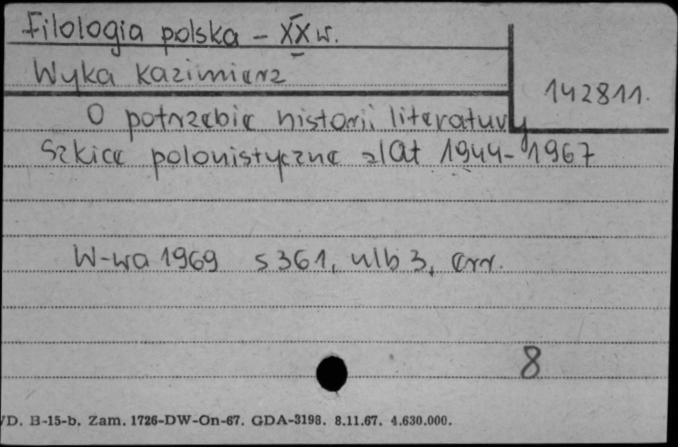 Filologia polska - XX w.
Wyka Kazimierz
142811.
O potrzebie historii literatury
Szkice polonistyczne z lat 1944-1967
W-wa 1969 s 361, nlb 3, err.
8
/D. B-15-b. Zam. 1726-DW-On-67. GDA-3198. 8.11.67. 4.630.000.